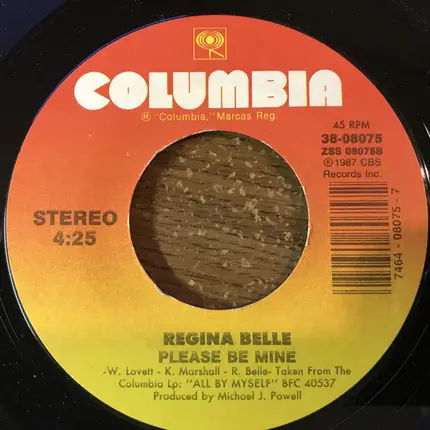 COLUMBIA
® "Columbia," Marcas Reg.
45 RPM
38-08075
ZSS 08075B
℗ 1987 CBS
Records Inc.
STEREO
4:25
7464 - 08075 - 7
REGINA BELLE
PLEASE BE MINE
-W. Lovett - K. Marshall - R. Belle- Taken From The
Columbia Lp: "ALL BY MYSELF" BFC 40537
Produced by Michael J. Powell